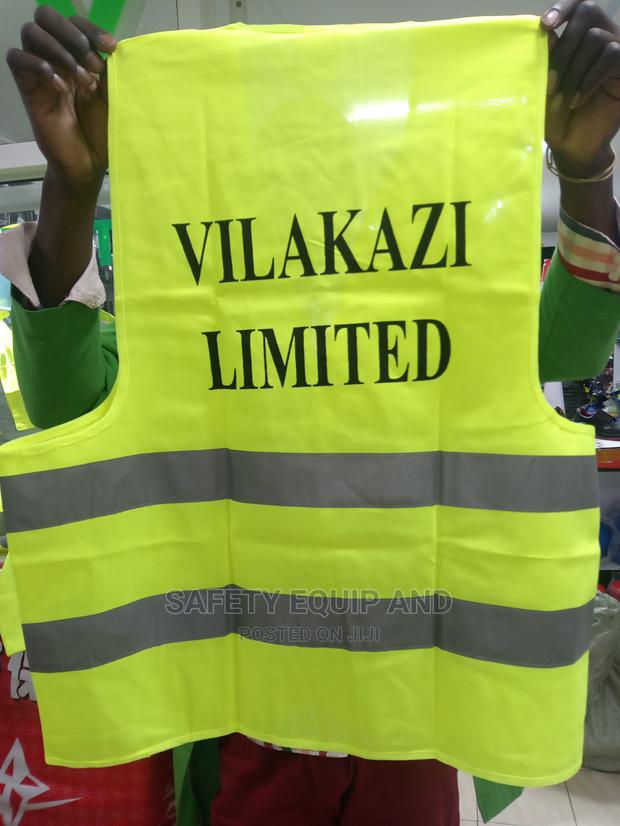 VILAKAZI
LIMITED
SAFETY EQUIP AND
POSTED ON JIJI